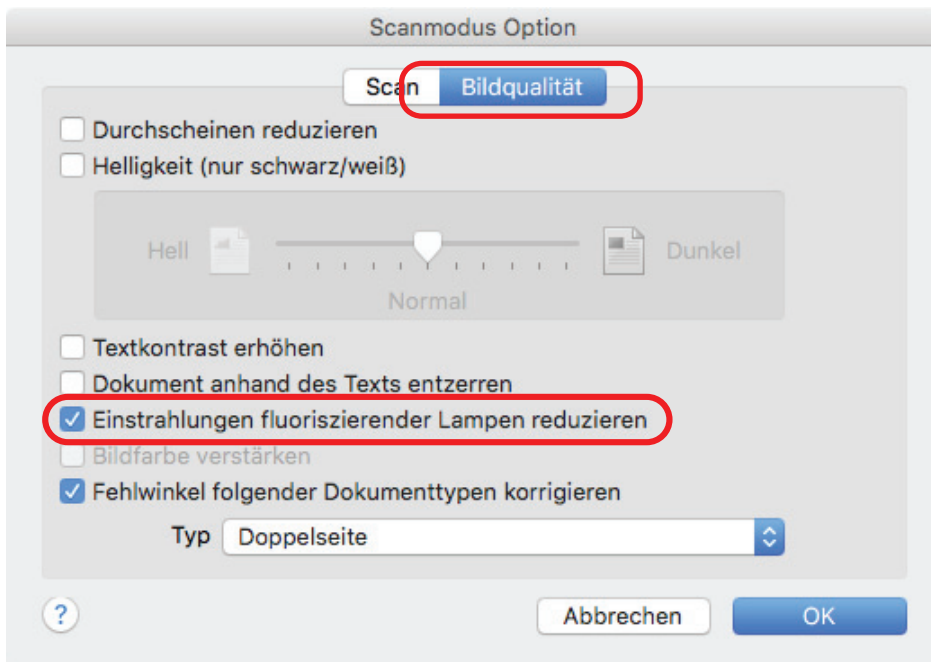 Scanmodus Option
Scan Bildqualität
Durchscheinen reduzieren
Helligkeit (nur schwarz/weiß)
Hell Dunkel
Normal
Textkontrast erhöhen
Dokument anhand des Texts entzerren
Einstrahlungen fluoriszierender Lampen reduzieren
Bildfarbe verstärken
Fehlwinkel folgender Dokumenttypen korrigieren
Typ Doppelseite
? Abbrechen OK